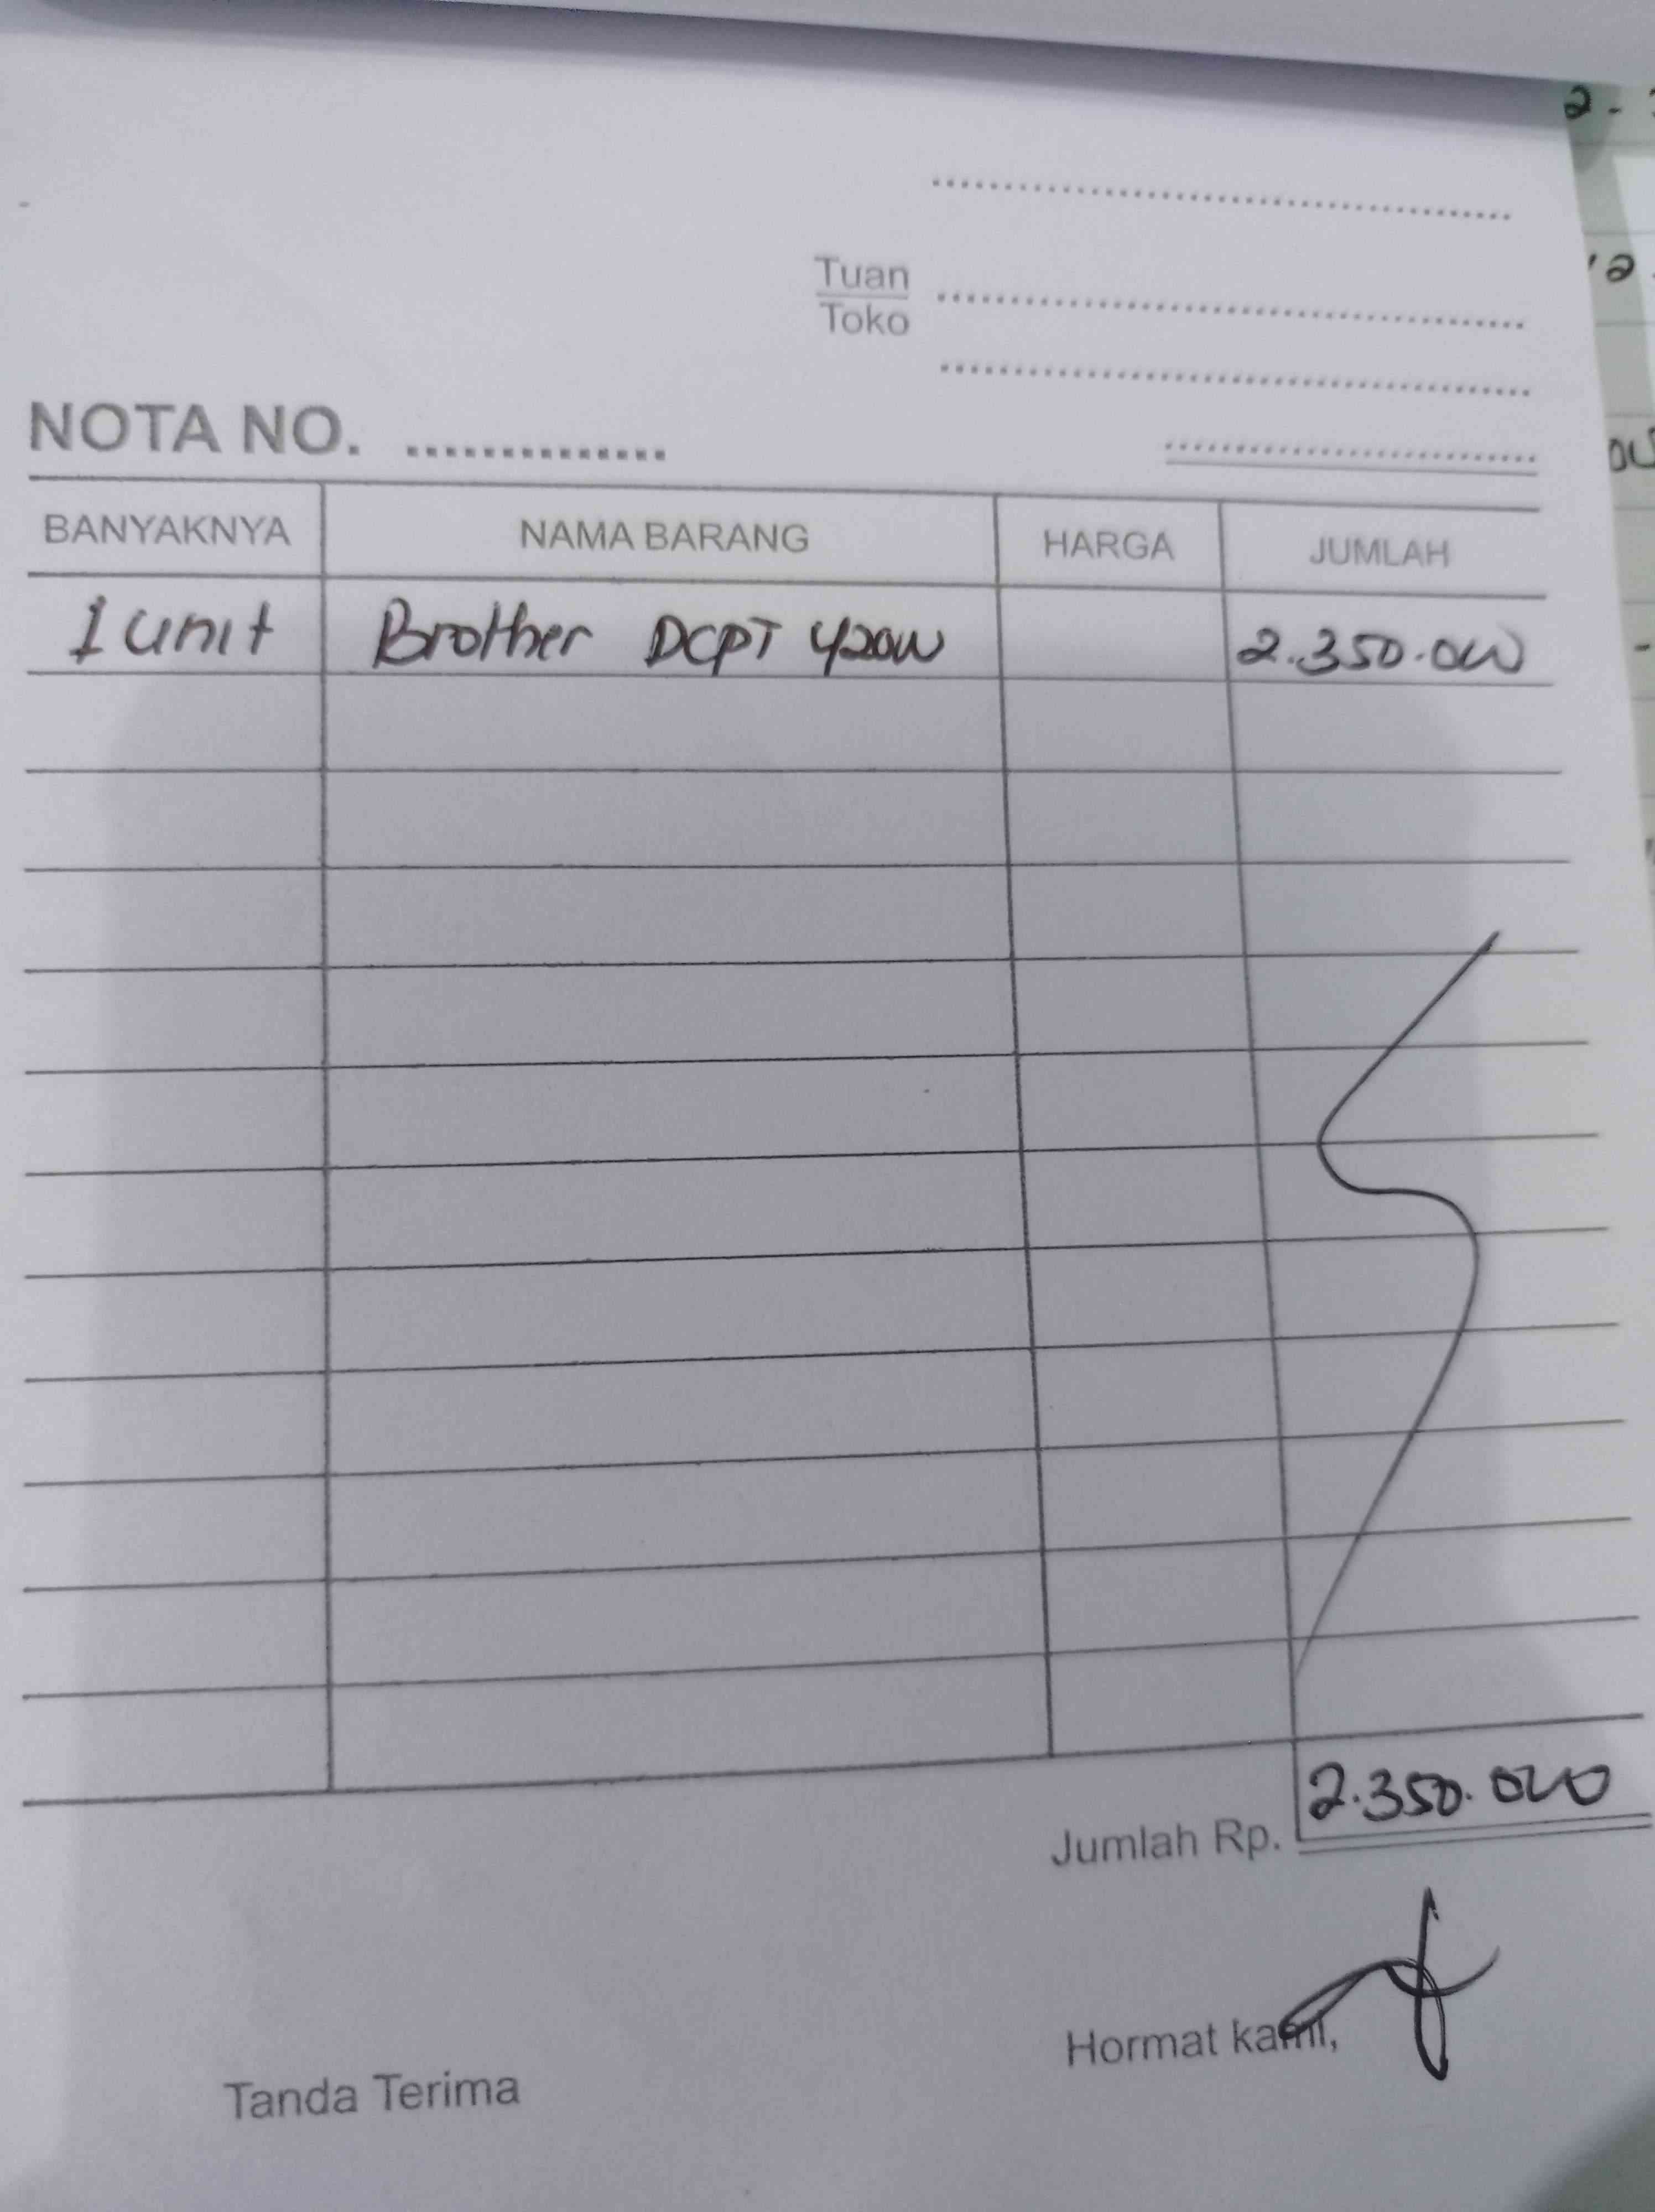 Tuan
Toko
NOTA NO. ..............
BANYAKNYA NAMA BARANG HARGA JUMLAH
1 unit Brother DCPT 420W 2.350.000
Jumlah Rp. 2.350.000
Hormat kami,
Tanda Terima